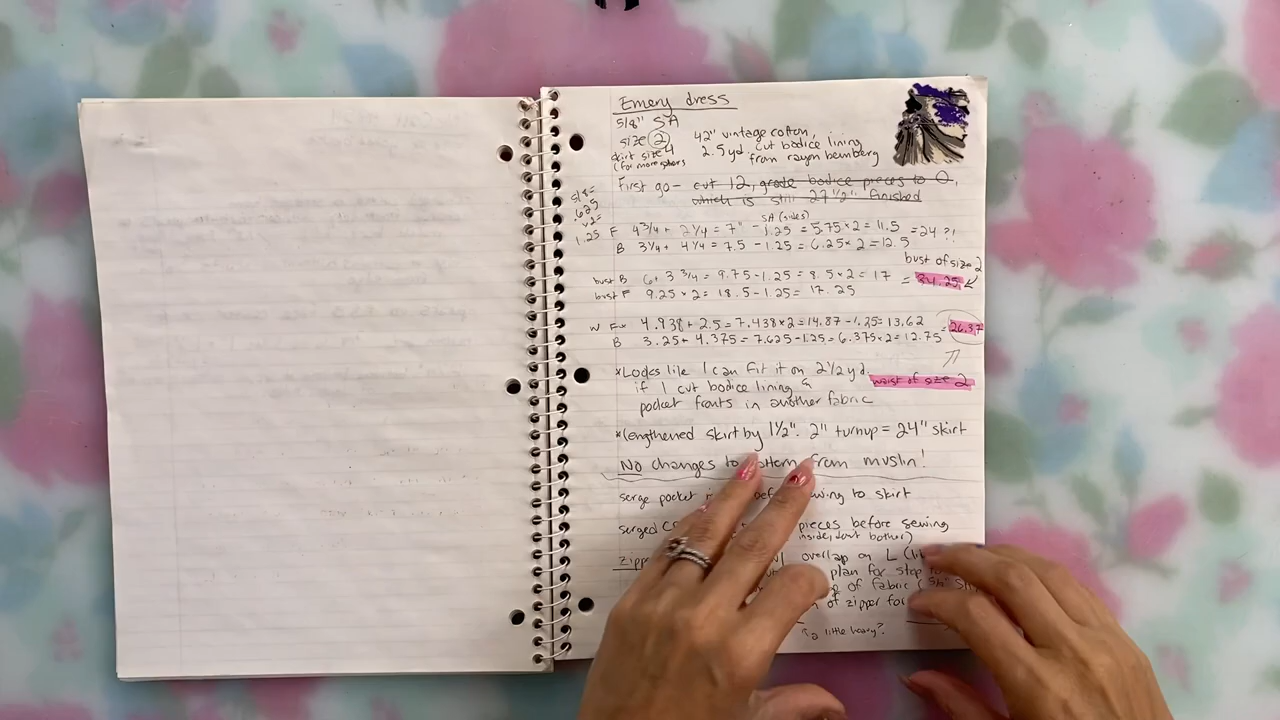 Emery dress
5/8" SA
size 2
skirt size 4
(for more
42" vintage cotton,
2.5yd cut bodice lining
from rayon bemberg
First go - cut 12, grade bodice pieces to 0,
which is still 27 1/2" finished
5/8=
.625
x2=
1.25
SA (sides)
F 4 3/4 + 2 1/4 = 7" - 1.25 = 5.75 x 2 = 11.5 = 24 ?!
B 3 1/4 + 4 1/4 = 7.5 - 1.25 = 6.25 x 2 = 12.5
bust of size 2
bust B 6 + 3 3/4 = 9.75 - 1.25 = 8.5 x 2 = 17 = 34.25
bust F 9.25 x 2 = 18.5 - 1.25 = 17.25
W F 4.938 + 2.5 = 7.438 x 2 = 14.87 - 1.25 = 13.62
B 3.25 + 4.375 = 7.625 - 1.25 = 6.375 x 2 = 12.75 = 26.37
*Looks like I can fit it on 2 1/2 yd
if I cut bodice lining &
pocket fronts in another fabric
waist of size 2
*lengthened skirt by 1 1/2". 2" turnup = 24" skirt
No changes to pattern from muslin!
serge pocket sewing to skirt
serged pieces before sewing
inside, don't bother)
overlap on L
plan for step
of fabric (5/8"
of zipper for
a little heavy?